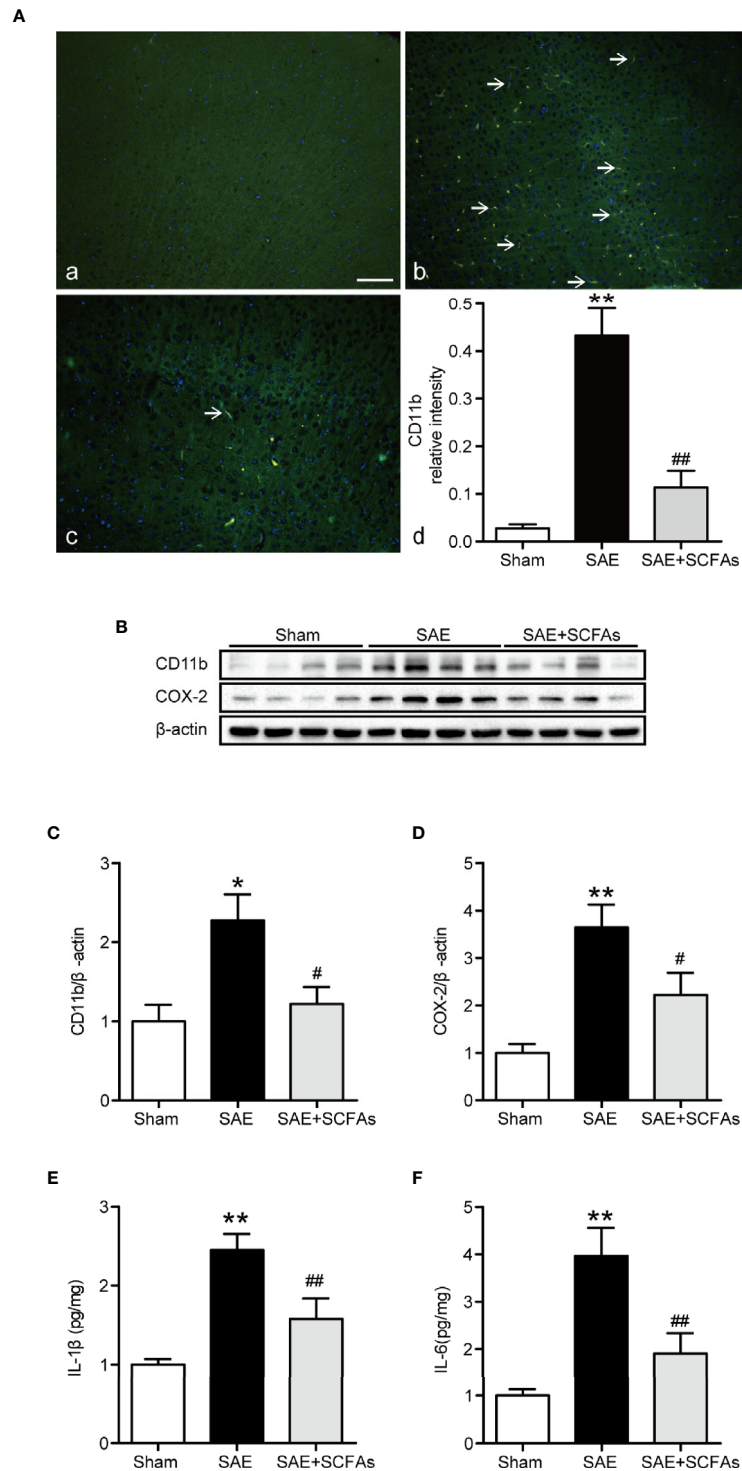 A
a
b
c
d
CD11b
relative intensity
0.5
0.4
0.3
0.2
0.1
0.0
**
##
Sham SAE SAE+SCFAs
B
Sham SAE SAE+SCFAs
CD11b
COX-2
β-actin
C
CD11b/β -actin
3
2
1
0
*
#
Sham SAE SAE+SCFAs
D
COX-2/β -actin
5
4
3
2
1
0
**
#
Sham SAE SAE+SCFAs
E
IL-1β (pg/mg)
3
2
1
0
**
##
Sham SAE SAE+SCFAs
F
IL-6(pg/mg)
5
4
3
2
1
0
**
##
Sham SAE SAE+SCFAs